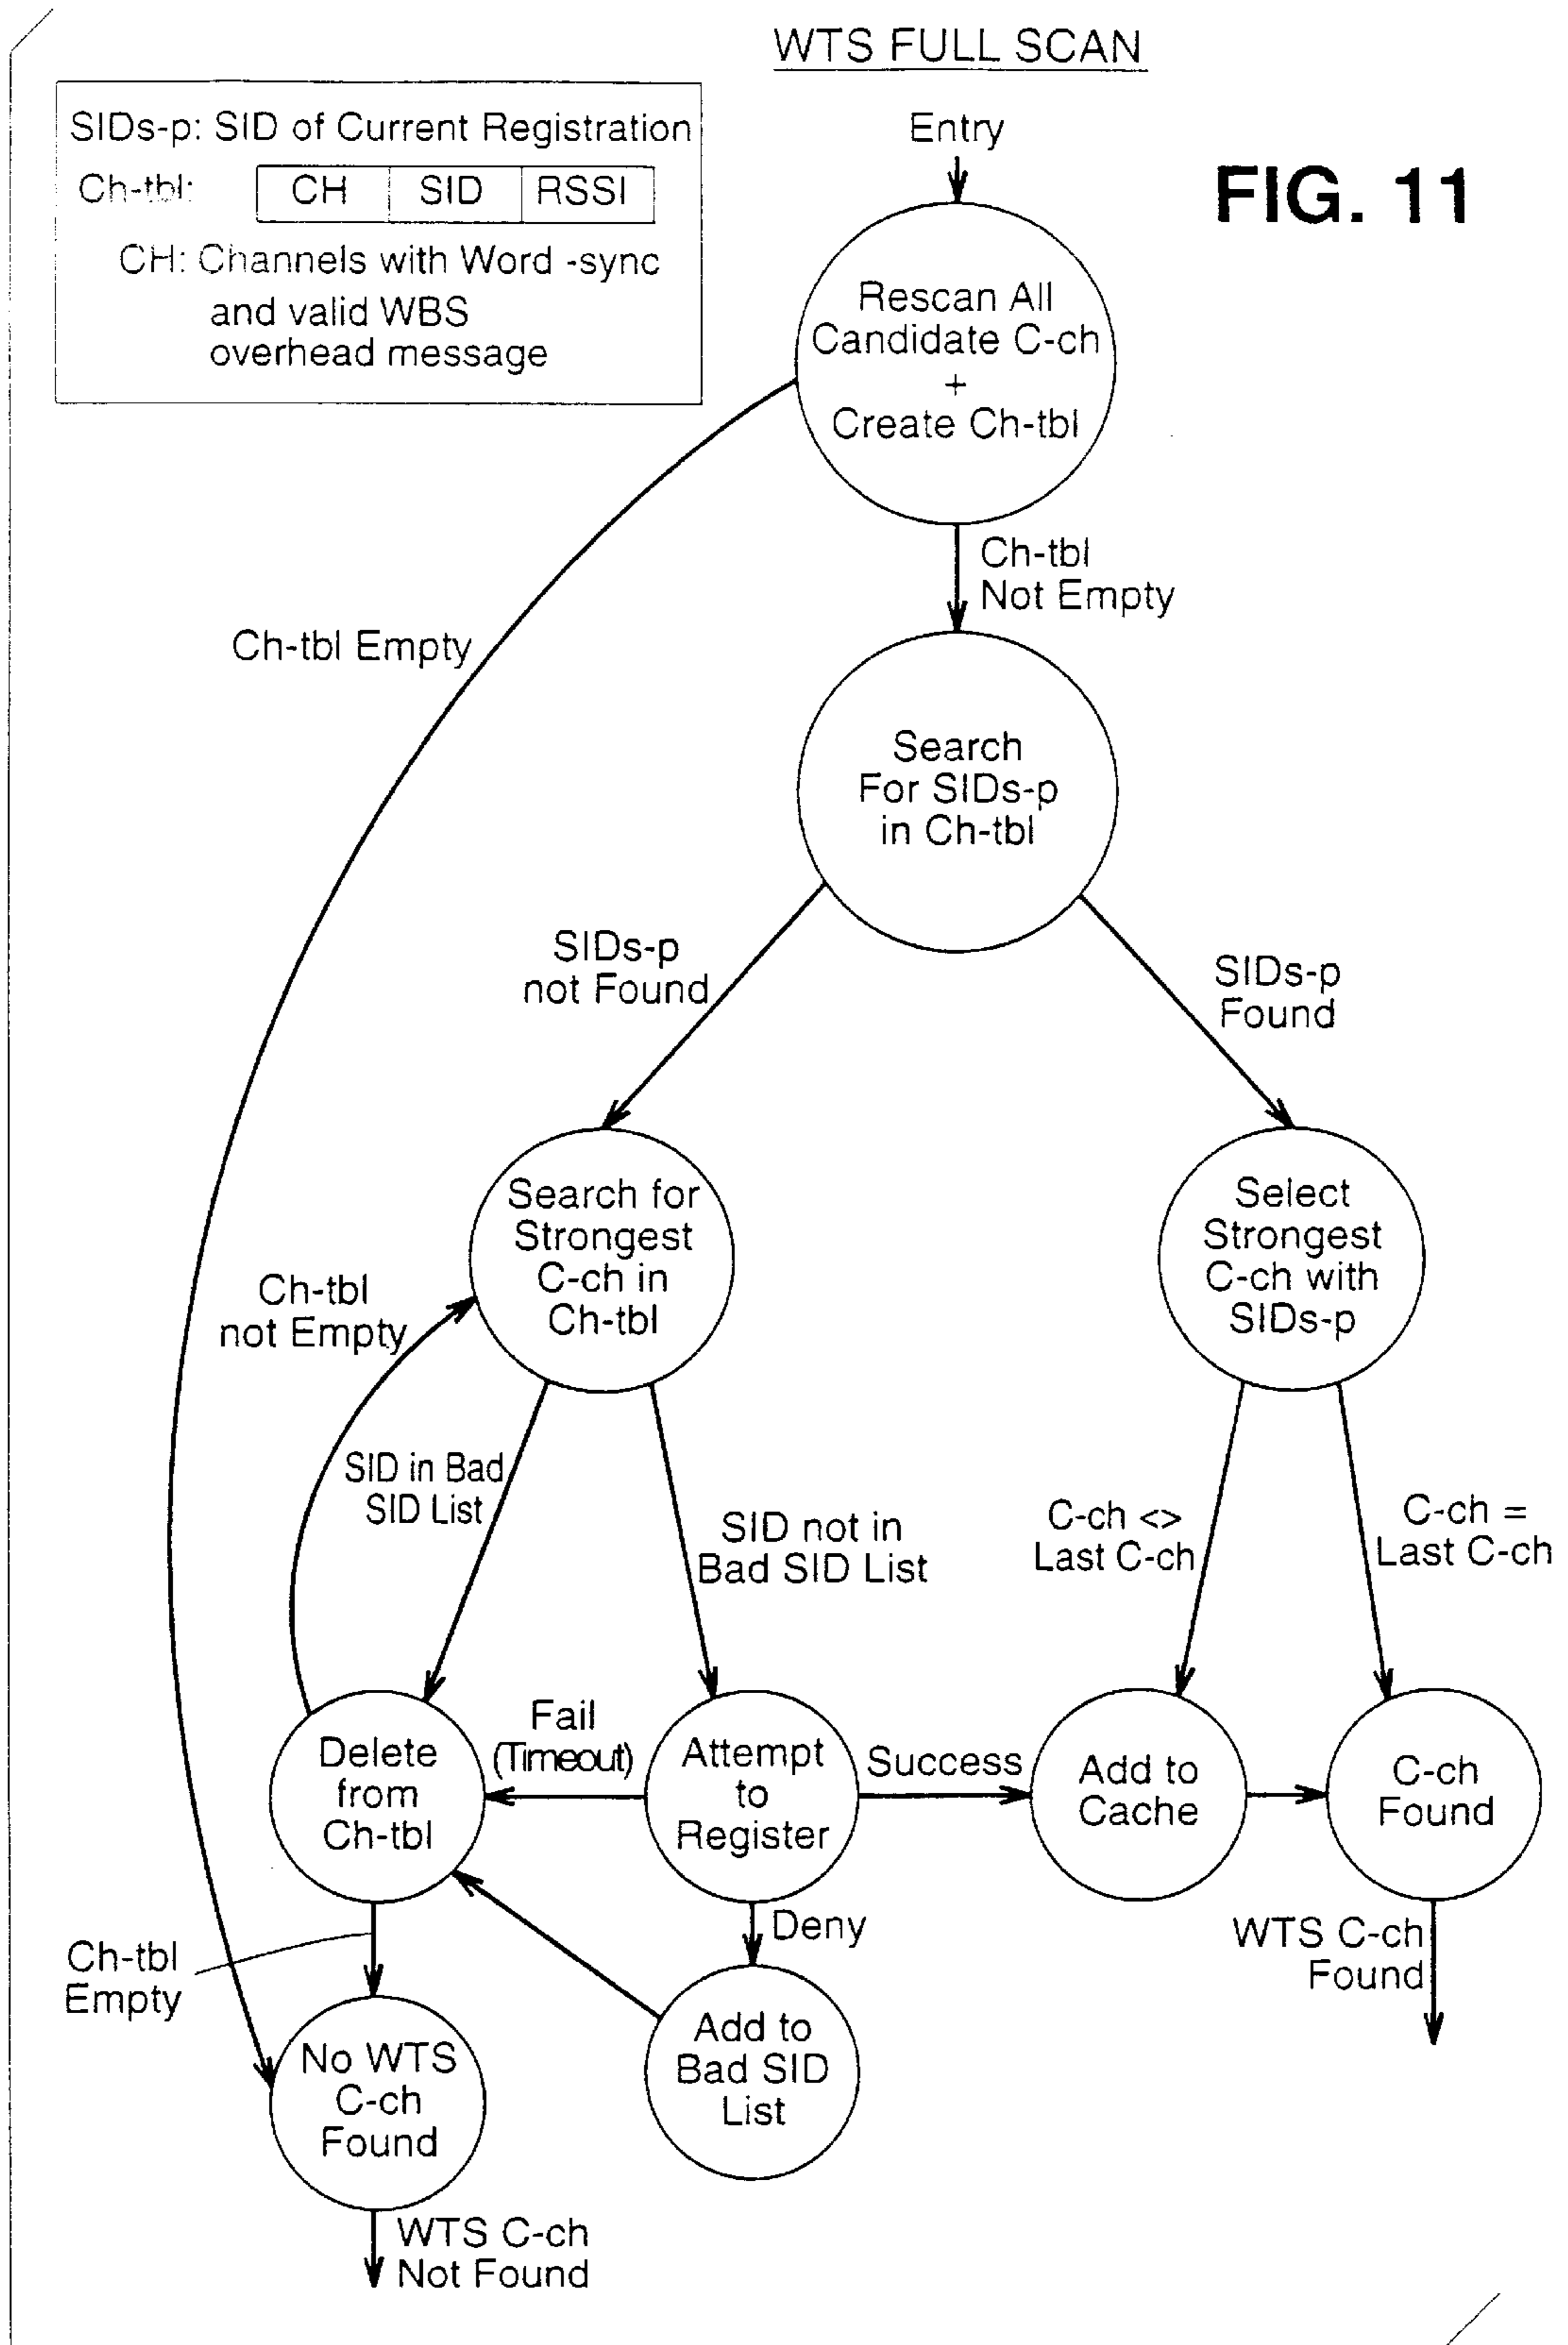 WTS FULL SCAN
SIDs-p: SID of Current Registration
Ch-tbl: CH SID RSSI
CH: Channels with Word -sync
and valid WBS
overhead message
Entry
FIG. 11
Rescan All
Candidate C-ch
+
Create Ch-tbl
Ch-tbl
Not Empty
Ch-tbl Empty
Search
For SIDs-p
in Ch-tbl
SIDs-p
not Found
SIDs-p
Found
Search for
Strongest
C-ch in
Ch-tbl
Select
Strongest
C-ch with
SIDs-p
Ch-tbl
not Empty
SID in Bad
SID List
SID not in
Bad SID List
C-ch <>
Last C-ch
C-ch =
Last C-ch
Delete
from
Ch-tbl
Fail
(Timeout)
Attempt
to
Register
Success
Add to
Cache
C-ch
Found
Ch-tbl
Empty
Deny
WTS C-ch
Found
No WTS
C-ch
Found
Add to
Bad SID
List
WTS C-ch
Not Found